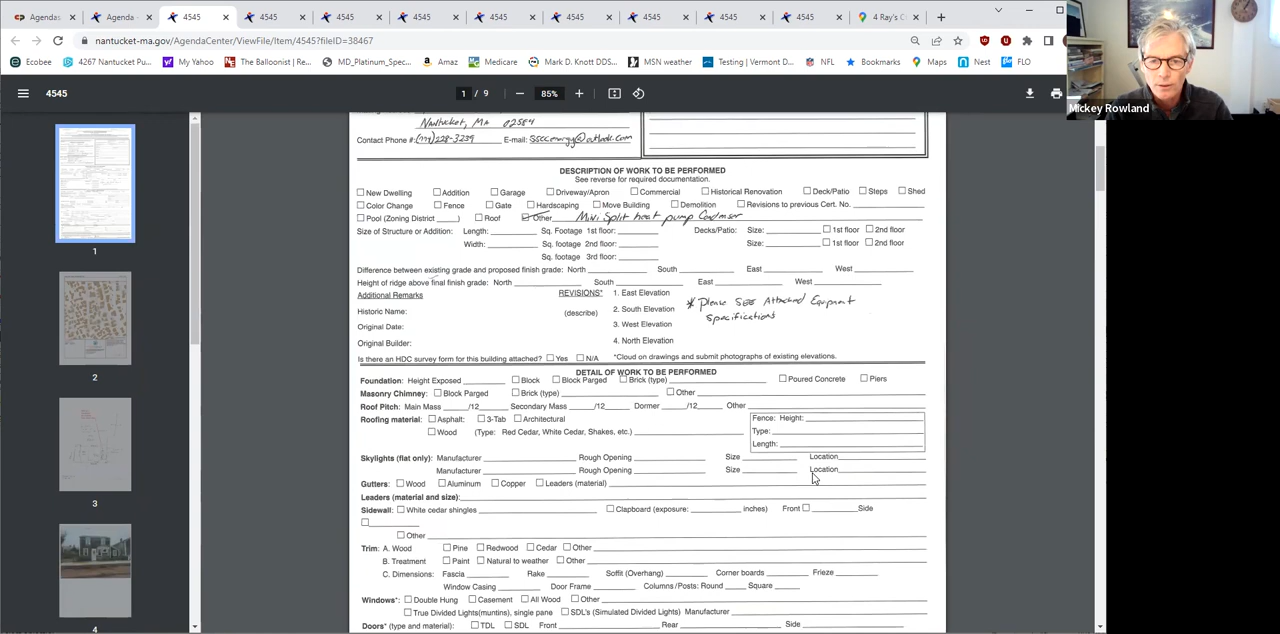 Agendas
Agenda -
4545
4545
4545
4545
4545
4545
4545
4545
4545
4 Ray's C
nantucket-ma.gov/AgendaCenter/ViewFile/Item/4545?fileID=38467
Ecobee
4267 Nantucket Pu...
My Yahoo
The Balloonist | Re...
MD_Platinum_Spec...
Amaz
Medicare
Mark D. Knott DDS...
MSN weather
Testing | Vermont D...
NFL
Bookmarks
Maps
Nest
FLO
4545
1 / 9
85%
Mickey Rowland
Nantucket, MA 02584
Contact Phone #: 228-3239 E-mail:
DESCRIPTION OF WORK TO BE PERFORMED
See reverse for required documentation.
New Dwelling Addition Garage Driveway/Apron Commercial Historical Renovation Deck/Patio Steps Shed
Color Change Fence Gate Hardscaping Move Building Demolition Revisions to previous Cert. No.
Pool (Zoning District ) Roof Other Mini Split heat pump
Size of Structure or Addition: Length: Sq. Footage 1st floor: Decks/Patio: Size: 1st floor 2nd floor
Width: Sq. footage 2nd floor: Size: 1st floor 2nd floor
Sq. footage 3rd floor:
Difference between existing grade and proposed finish grade: North South East West
Height of ridge above final finish grade: North South East West
Additional Remarks REVISIONS* 1. East Elevation
Historic Name: (describe) 2. South Elevation * Please SEE Attached Equpment
Specifications
Original Date: 3. West Elevation
Original Builder: 4. North Elevation
Is there an HDC survey form for this building attached? Yes N/A *Cloud on drawings and submit photographs of existing elevations.
DETAIL OF WORK TO BE PERFORMED
Foundation: Height Exposed Block Block Parged Brick (type) Poured Concrete Piers
Masonry Chimney: Block Parged Brick (type) Other
Roof Pitch: Main Mass /12 Secondary Mass /12 Dormer /12 Other
Roofing material: Asphalt: 3-Tab Architectural
Wood (Type: Red Cedar, White Cedar, Shakes, etc.)
Fence: Height:
Type:
Length:
Skylights (flat only): Manufacturer Rough Opening Size Location
Manufacturer Rough Opening Size Location
Gutters: Wood Aluminum Copper Leaders (material)
Leaders (material and size):
Sidewall: White cedar shingles Clapboard (exposure: inches) Front Side
Other
Trim: A. Wood Pine Redwood Cedar Other
B. Treatment Paint Natural to weather Other
C. Dimensions: Fascia Rake Soffit (Overhang) Corner boards Frieze
Window Casing Door Frame Columns/Posts: Round Square
Windows*: Double Hung Casement All Wood Other
True Divided Lights(muntins), single pane SDL's (Simulated Divided Lights) Manufacturer
Doors* (type and material): TDL SDL Front Rear Side
1
2
3
4